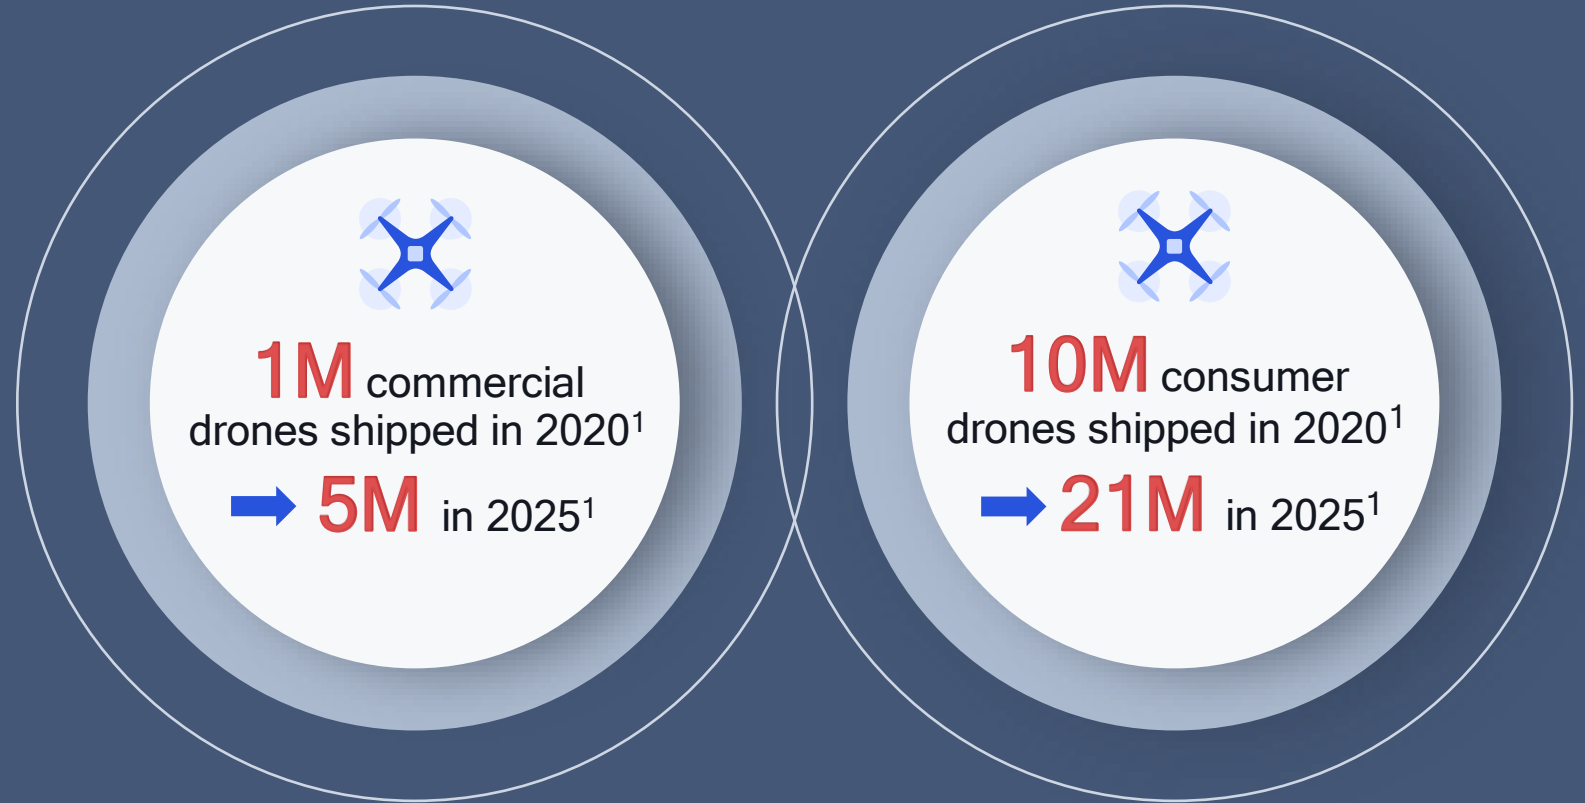 1M commercial
drones shipped in 2020¹
5M in 2025¹
10M consumer
drones shipped in 2020¹
21M in 2025¹